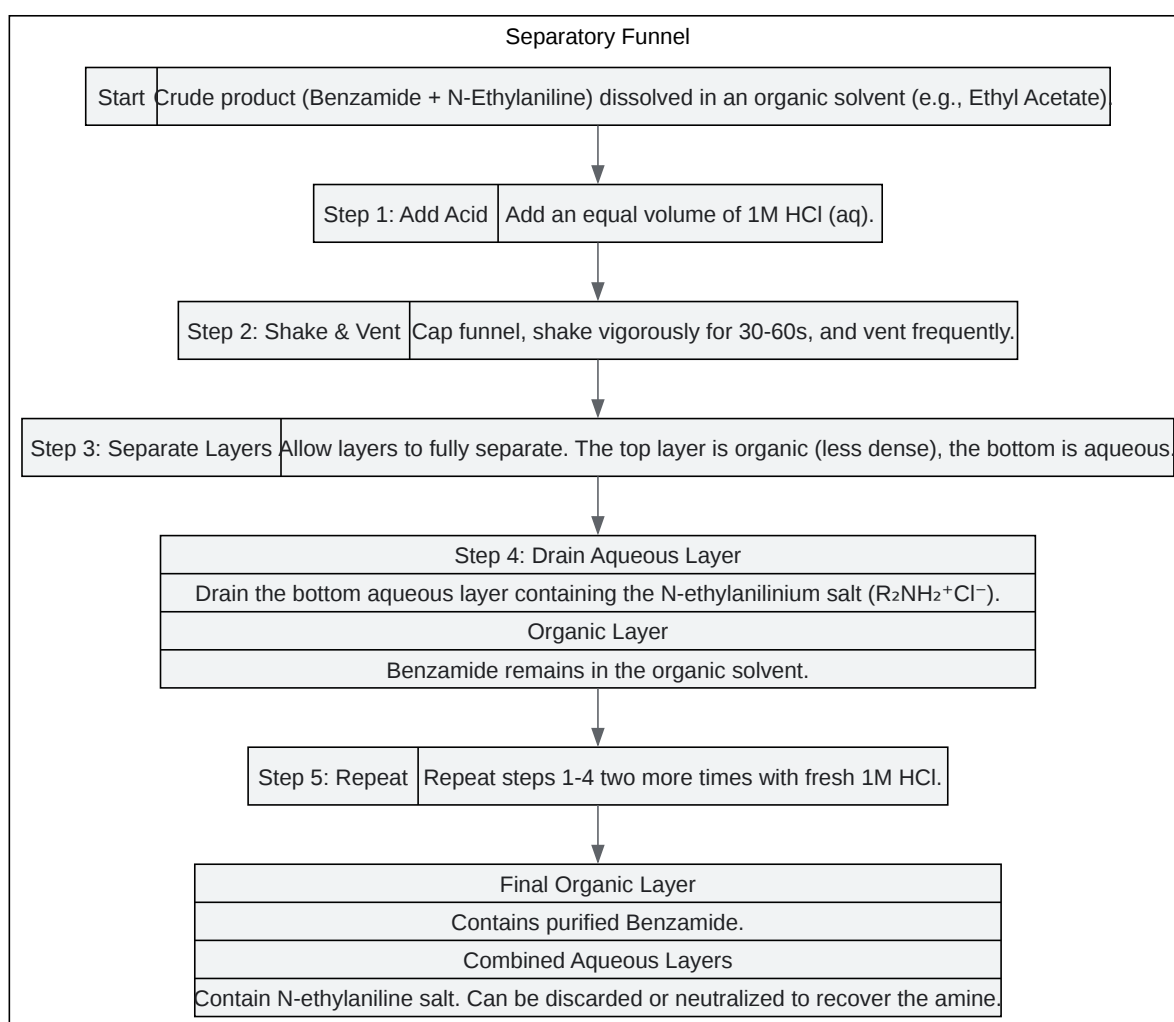 Separatory Funnel
Start Crude product (Benzamide + N-Ethylaniline) dissolved in an organic solvent (e.g., Ethyl Acetate).
Step 1: Add Acid Add an equal volume of 1M HCl (aq).
Step 2: Shake & Vent Cap funnel, shake vigorously for 30-60s, and vent frequently.
Step 3: Separate Layers Allow layers to fully separate. The top layer is organic (less dense), the bottom is aqueous.
Step 4: Drain Aqueous Layer
Drain the bottom aqueous layer containing the N-ethylanilinium salt (R₂NH₂⁺Cl⁻).
Organic Layer
Benzamide remains in the organic solvent.
Step 5: Repeat Repeat steps 1-4 two more times with fresh 1M HCl.
Final Organic Layer
Contains purified Benzamide.
Combined Aqueous Layers
Contain N-ethylaniline salt. Can be discarded or neutralized to recover the amine.